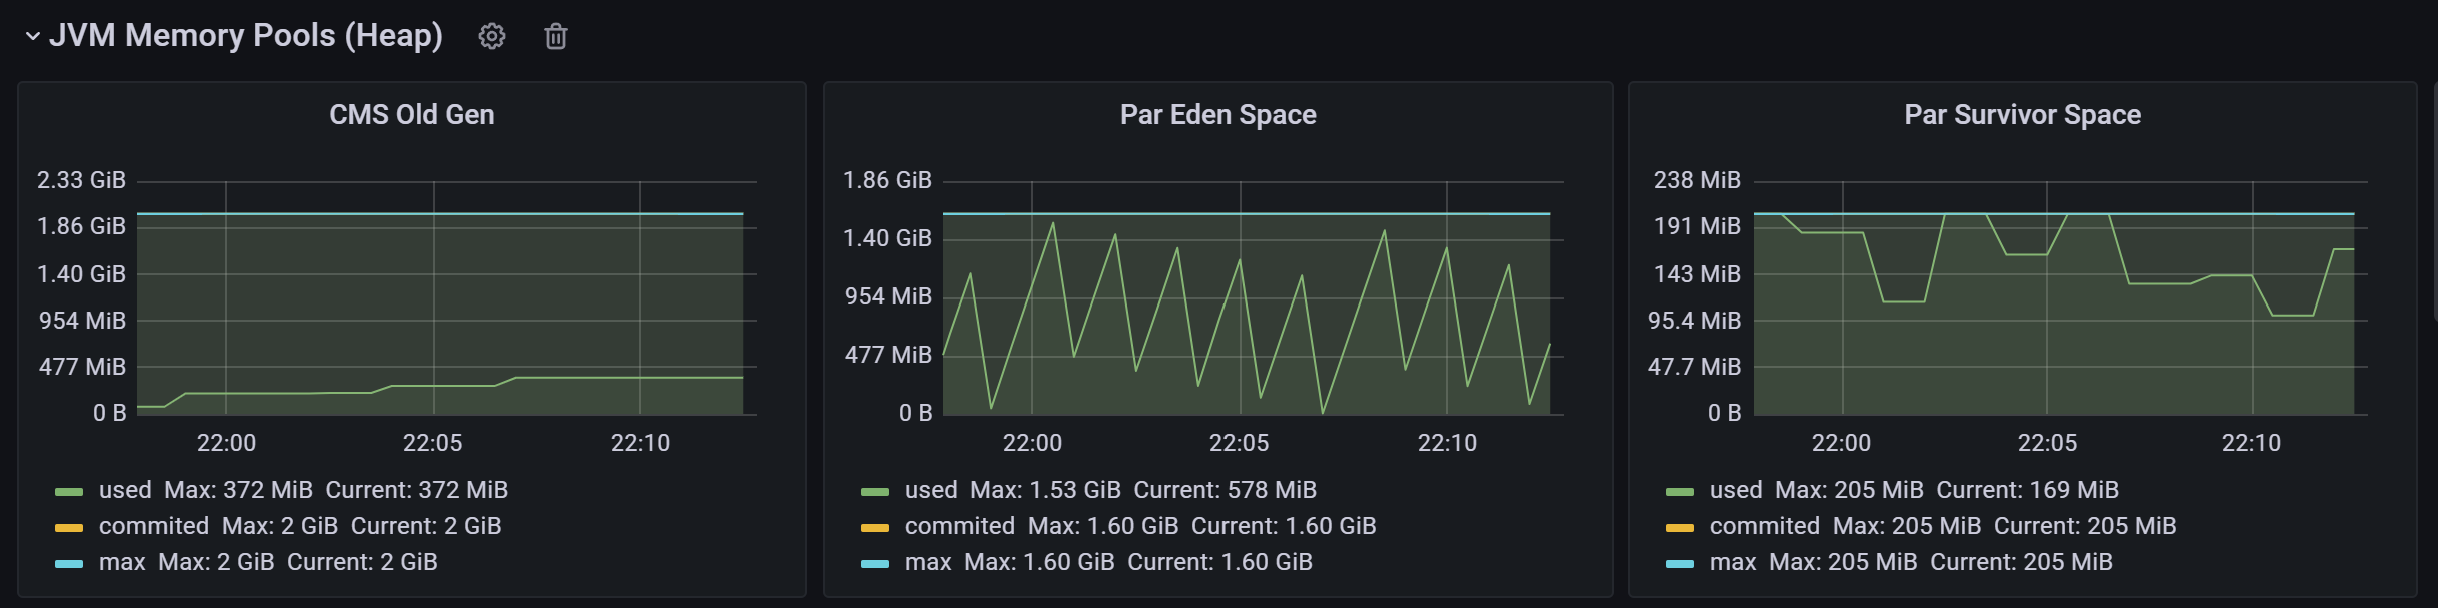 JVM Memory Pools (Heap)
CMS Old Gen
2.33 GiB
1.86 GiB
1.40 GiB
954 MiB
477 MiB
0 B
22:00 22:05 22:10
used Max: 372 MiB Current: 372 MiB
commited Max: 2 GiB Current: 2 GiB
max Max: 2 GiB Current: 2 GiB
Par Eden Space
1.86 GiB
1.40 GiB
954 MiB
477 MiB
0 B
22:00 22:05 22:10
used Max: 1.53 GiB Current: 578 MiB
commited Max: 1.60 GiB Current: 1.60 GiB
max Max: 1.60 GiB Current: 1.60 GiB
Par Survivor Space
238 MiB
191 MiB
143 MiB
95.4 MiB
47.7 MiB
0 B
22:00 22:05 22:10
used Max: 205 MiB Current: 169 MiB
commited Max: 205 MiB Current: 205 MiB
max Max: 205 MiB Current: 205 MiB